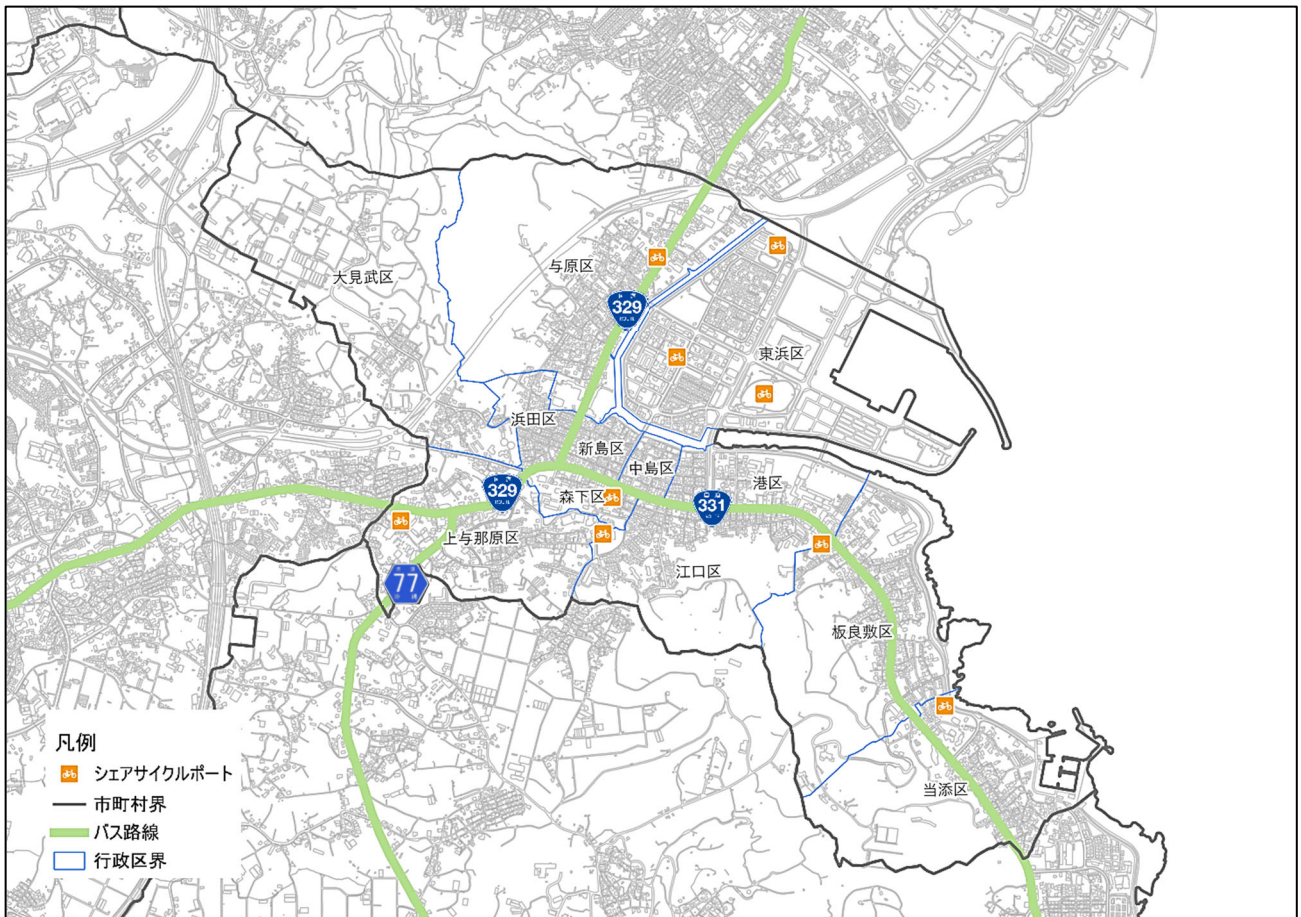 与原区
大見武区
329
東浜区
浜田区
新島区
中島区
港区
329
森下区
331
上与那原区
江口区
77
板良敷区
当添区
凡例
シェアサイクルポート
市町村界
バス路線
行政区界